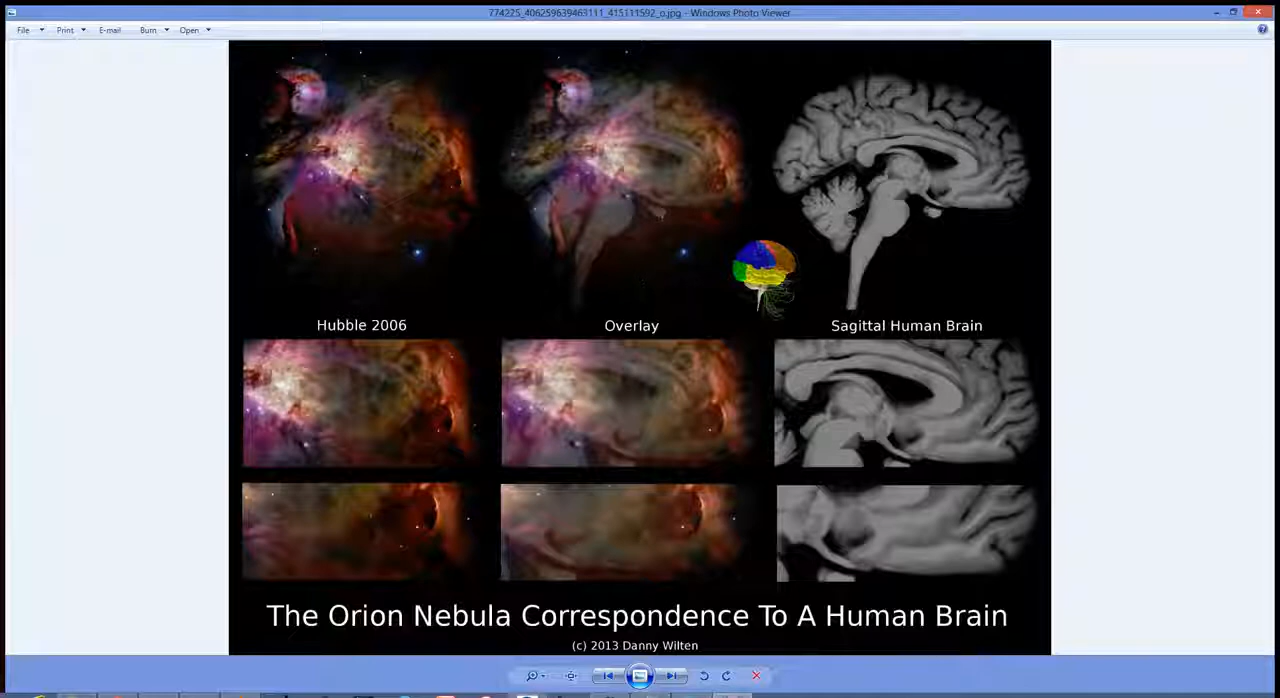 774225_406259639463111_415111592_o.jpg - Windows Photo Viewer
File Print E-mail Burn Open
Hubble 2006 Overlay Sagittal Human Brain
The Orion Nebula Correspondence To A Human Brain
(c) 2013 Danny Wilten